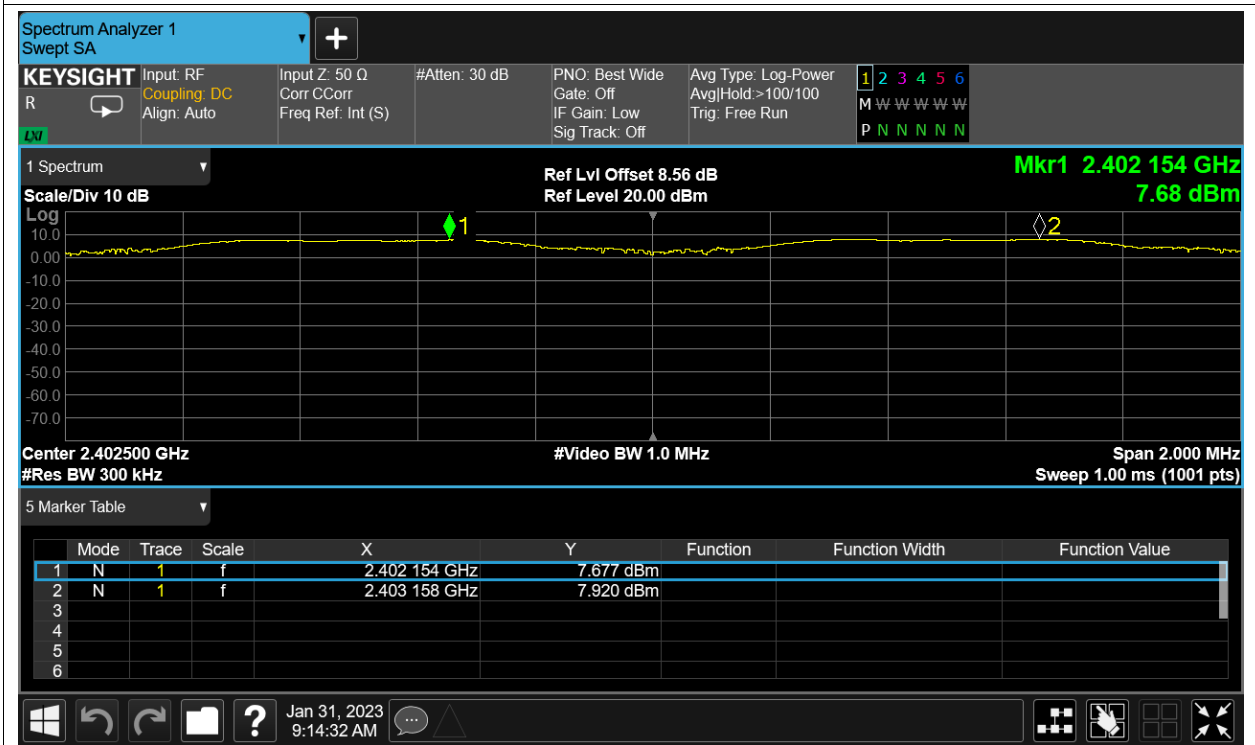 Spectrum Analyzer 1
Swept SA
KEYSIGHT
R
LXI
Input: RF
Coupling: DC
Align: Auto
Input Z: 50 Ω
Corr CCorr
Freq Ref: Int (S)
#Atten: 30 dB
PNO: Best Wide
Gate: Off
IF Gain: Low
Sig Track: Off
Avg Type: Log-Power
Avg|Hold:>100/100
Trig: Free Run
1 2 3 4 5 6
M W W W W W
P N N N N N
1 Spectrum
Scale/Div 10 dB
Ref Lvl Offset 8.56 dB
Ref Level 20.00 dBm
Mkr1 2.402 154 GHz
7.68 dBm
Log
10.0
0.00
-10.0
-20.0
-30.0
-40.0
-50.0
-60.0
-70.0
1
2
Center 2.402500 GHz
#Res BW 300 kHz
#Video BW 1.0 MHz
Span 2.000 MHz
Sweep 1.00 ms (1001 pts)
5 Marker Table
Mode Trace Scale X Y Function Function Width Function Value
1 N 1 f 2.402 154 GHz 7.677 dBm
2 N 1 f 2.403 158 GHz 7.920 dBm
3
4
5
6
?
Jan 31, 2023
9:14:32 AM